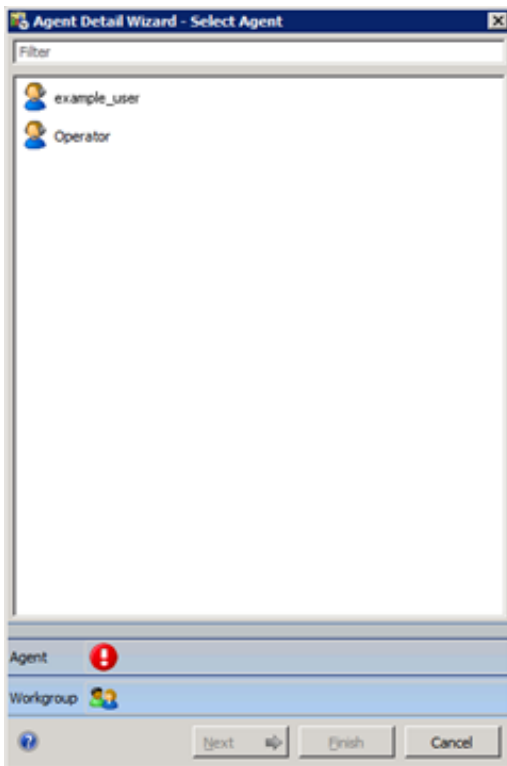 Agent Detail Wizard - Select Agent
Filter
example_user
Operator
Agent
Workgroup
Next
Finish
Cancel